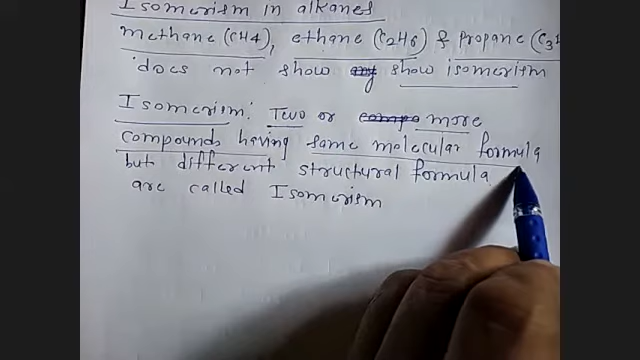 Isomerism in alkanes
methane (CH4), ethane (C2H6) & Propane (C3
does not show show isomerism
Isomerism: Two or more
compounds having same molecular formula
but different structural formula
are called Isomerism